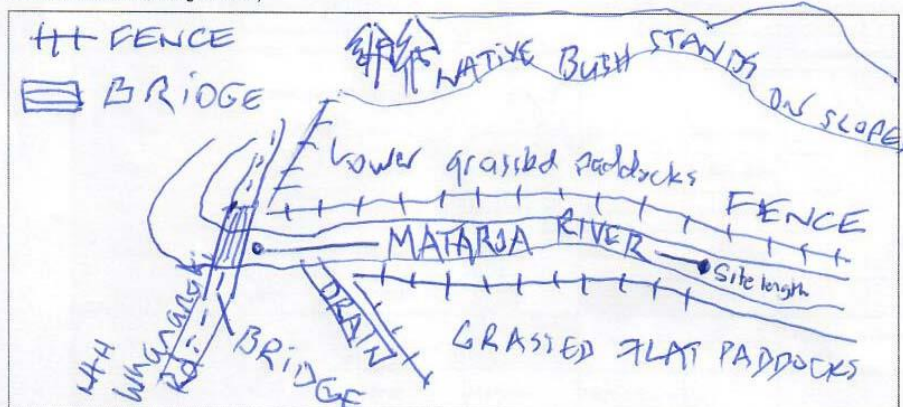 FENCE
BRIDGE
NATIVE BUSH STANDS ON SLOPE
Lower grassed paddocks
FENCE
MATAROA RIVER
Site length
DRAIN
BRIDGE
GRASSED FLAT PADDOCKS
Rd